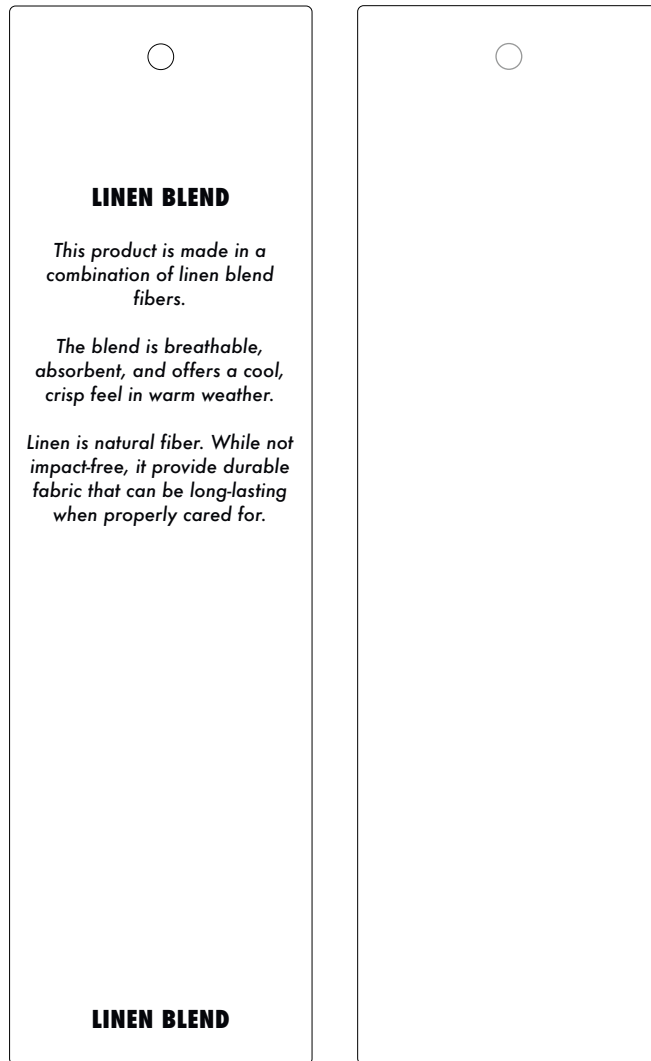 LINEN BLEND
This product is made in a
combination of linen blend
fibers.
The blend is breathable,
absorbent, and offers a cool,
crisp feel in warm weather.
Linen is natural fiber. While not
impact-free, it provide durable
fabric that can be long-lasting
when properly cared for.
LINEN BLEND